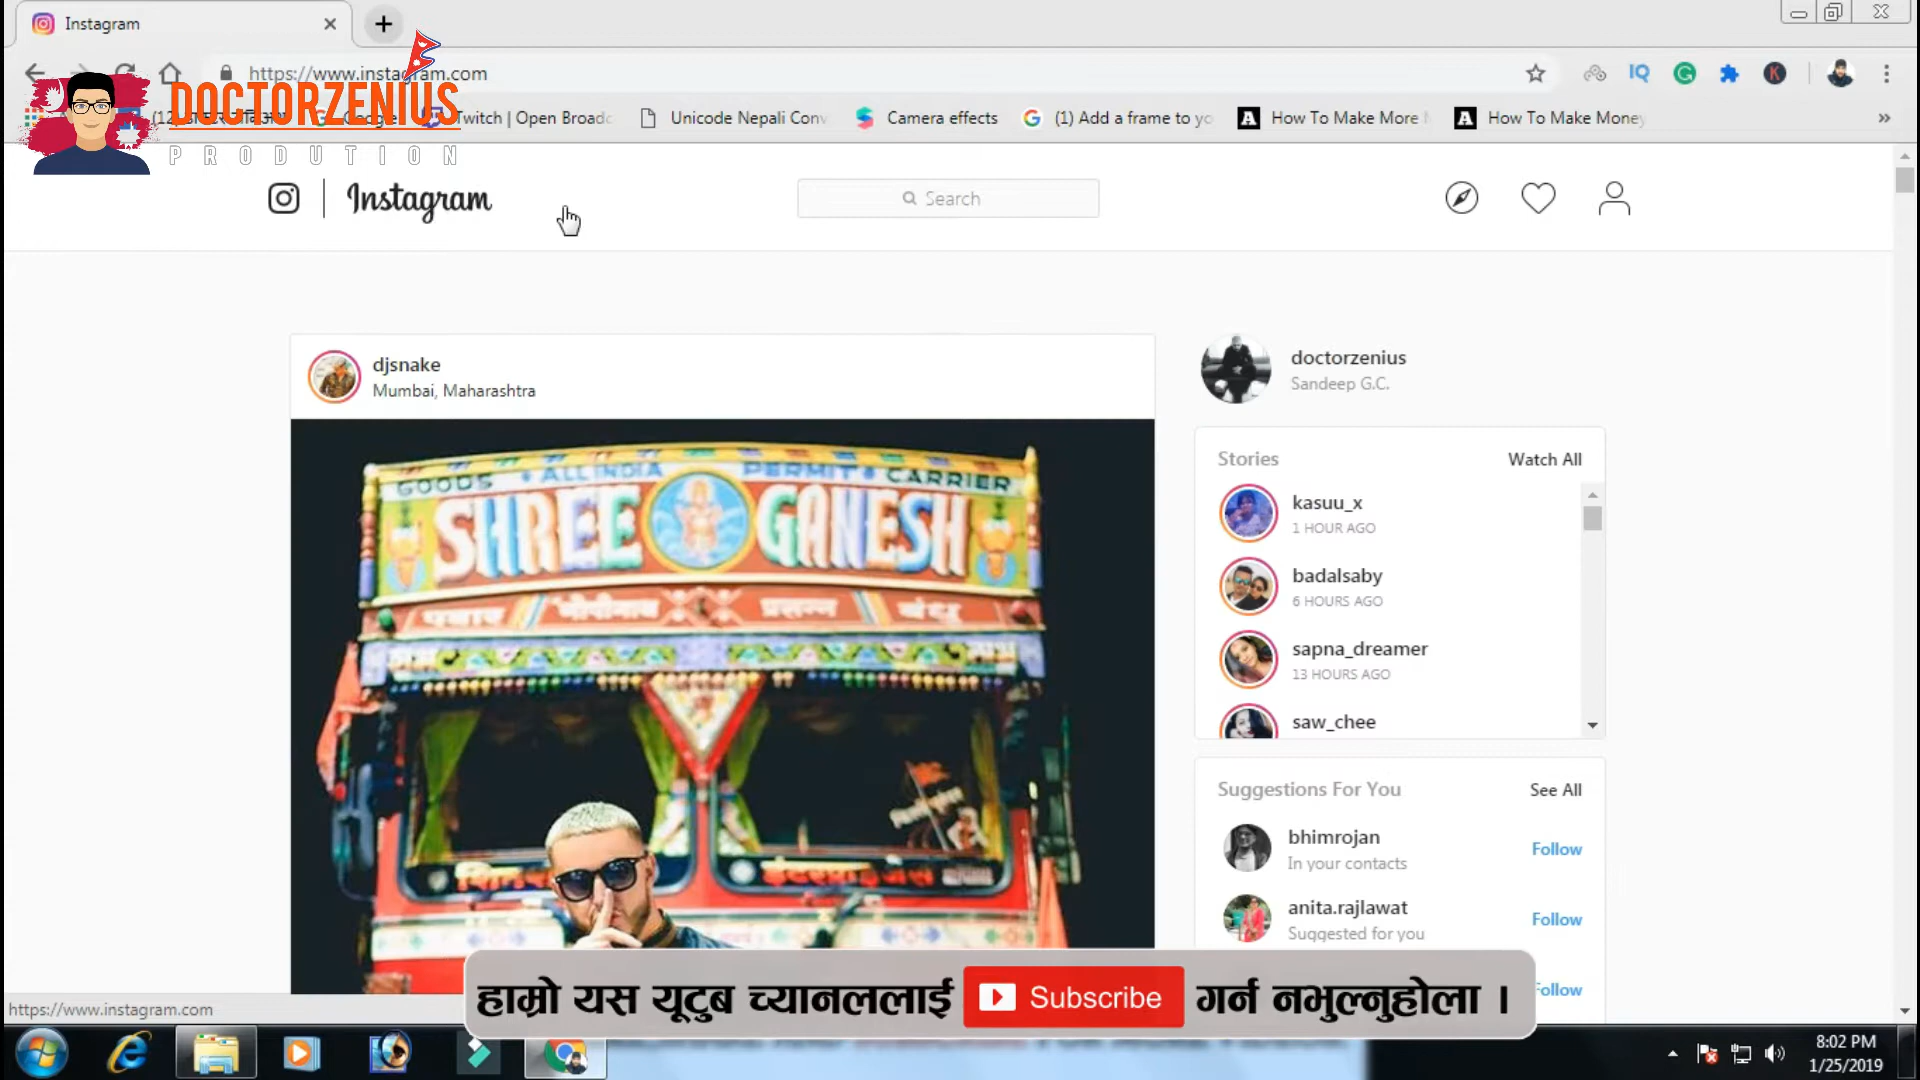 Instagram
https://www.instagram.com
DOCTORZENIUS
PRODUTION
Twitch | Open Broadc
Unicode Nepali Conv
Camera effects
(1) Add a frame to yo
How To Make More
How To Make Money
Instagram
Search
djsnake
Mumbai, Maharashtra
GOODS ALL INDIA PERMIT CARRIER
SHREE GANESH
doctorzenius
Sandeep G.C.
Stories
Watch All
kasuu_x
1 HOUR AGO
badalsaby
6 HOURS AGO
sapna_dreamer
13 HOURS AGO
saw_chee
Suggestions For You
See All
bhimrojan
In your contacts
Follow
anita.rajlawat
Suggested for you
Follow
Follow
https://www.instagram.com
हाम्रो यस यूटुब च्यानललाई Subscribe गर्न नभुल्नुहोला ।
8:02 PM
1/25/2019